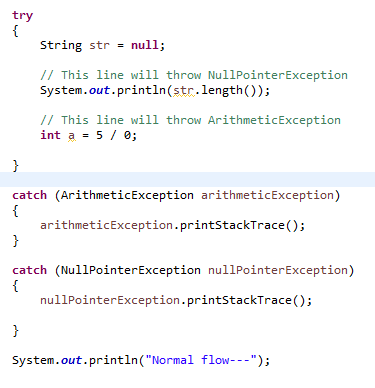 try
{
String str = null;
// This line will throw NullPointerException
System.out.println(str.length());
// This line will throw ArithmeticException
int a = 5 / 0;
}
catch (ArithmeticException arithmeticException)
{
arithmeticException.printStackTrace();
}
catch (NullPointerException nullPointerException)
{
nullPointerException.printStackTrace();
}
System.out.println("Normal flow---");